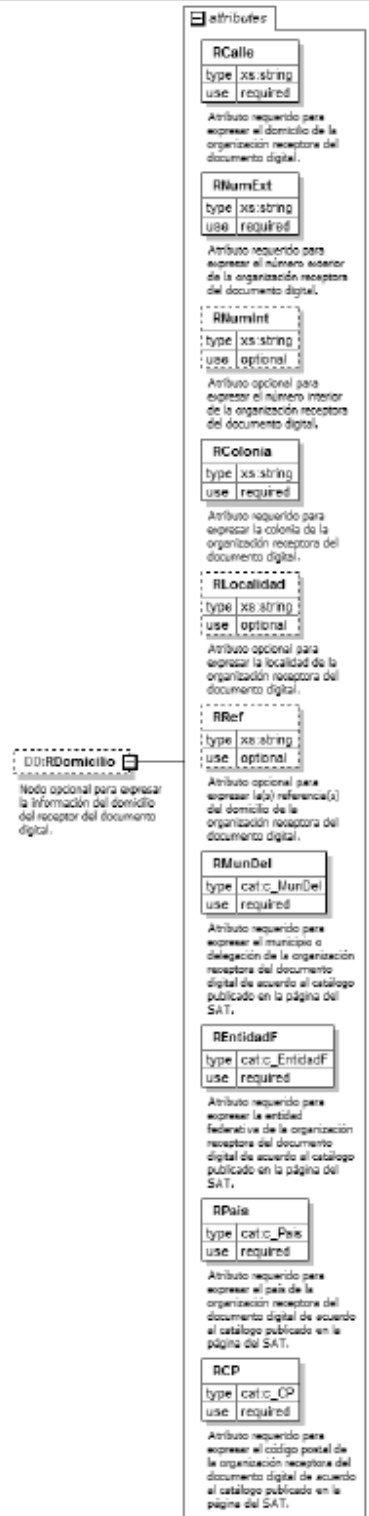 attributes
RCalle
type xs:string
use required
Atributo requerido para
expresar el domicilio de la
organización receptora del
documento digital.
RNumExt
type xs:string
use required
Atributo requerido para
expresar el número exterior
de la organización receptora
del documento digital.
RNumInt
type xs:string
use optional
Atributo opcional para
expresar el número interior
de la organización receptora
del documento digital.
RColonia
type xs:string
use required
Atributo requerido para
expresar la colonia de la
organización receptora del
documento digital.
RLocalidad
type xs:string
use optional
Atributo opcional para
expresar la localidad de la
organización receptora del
documento digital.
RRef
type xs:string
use optional
Atributo opcional para
expresar la(s) referencia(s)
del domicilio de la
organización receptora del
documento digital.
DD:RDomicilio
Nodo opcional para expresar
la información del domicilio
del receptor del documento
digital.
RMunDel
type cat:c_MunDel
use required
Atributo requerido para
expresar el municipio o
delegación de la organización
receptora del documento
digital de acuerdo al catálogo
publicado en la página del
SAT.
REntidadF
type cat:c_EntidadF
use required
Atributo requerido para
expresar la entidad
federativa de la organización
receptora del documento
digital de acuerdo al catálogo
publicado en la página del
SAT.
RPais
type cat:c_Pais
use required
Atributo requerido para
expresar el país de la
organización receptora del
documento digital de acuerdo
al catálogo publicado en la
página del SAT.
RCP
type cat:c_CP
use required
Atributo requerido para
expresar el código postal de
la organización receptora del
documento digital de acuerdo
al catálogo publicado en la
página del SAT.